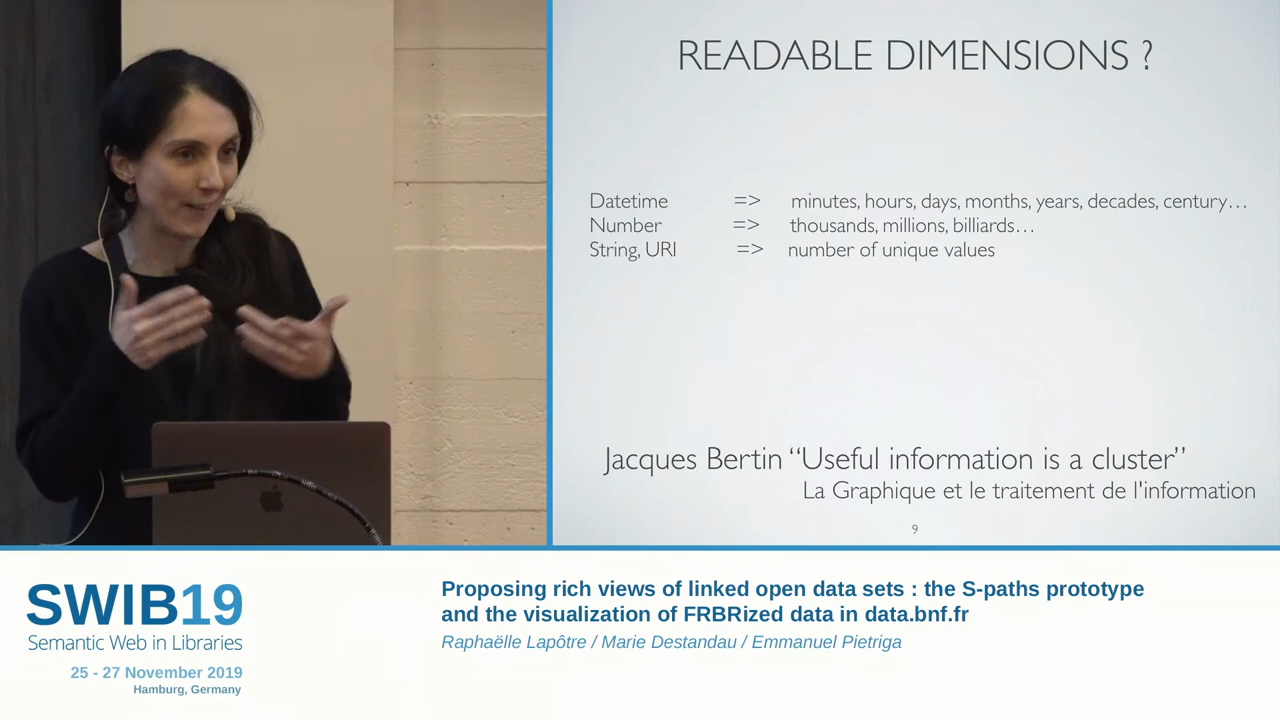 READABLE DIMENSIONS ?
Datetime => minutes, hours, days, months, years, decades, century…
Number => thousands, millions, billiards…
String, URI => number of unique values
Jacques Bertin “Useful information is a cluster”
La Graphique et le traitement de l'information
9
SWIB19
Semantic Web in Libraries
25 - 27 November 2019
Hamburg, Germany
Proposing rich views of linked open data sets : the S-paths prototype
and the visualization of FRBRized data in data.bnf.fr
Raphaëlle Lapôtre / Marie Destandau / Emmanuel Pietriga